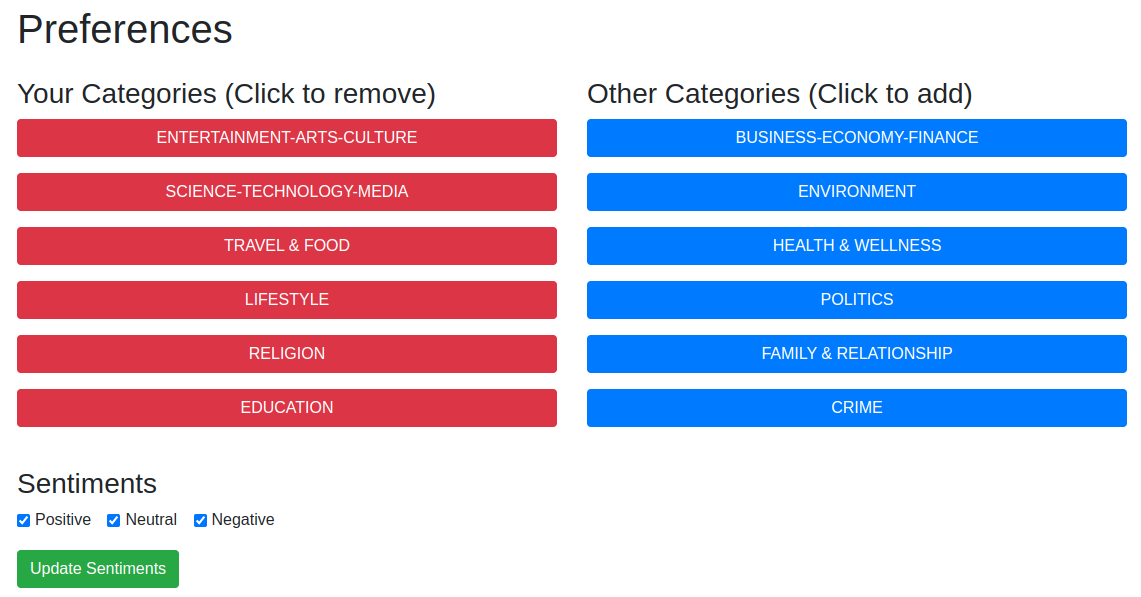 Preferences
Your Categories (Click to remove)
ENTERTAINMENT-ARTS-CULTURE
SCIENCE-TECHNOLOGY-MEDIA
TRAVEL & FOOD
LIFESTYLE
RELIGION
EDUCATION
Other Categories (Click to add)
BUSINESS-ECONOMY-FINANCE
ENVIRONMENT
HEALTH & WELLNESS
POLITICS
FAMILY & RELATIONSHIP
CRIME
Sentiments
Positive Neutral Negative
Update Sentiments